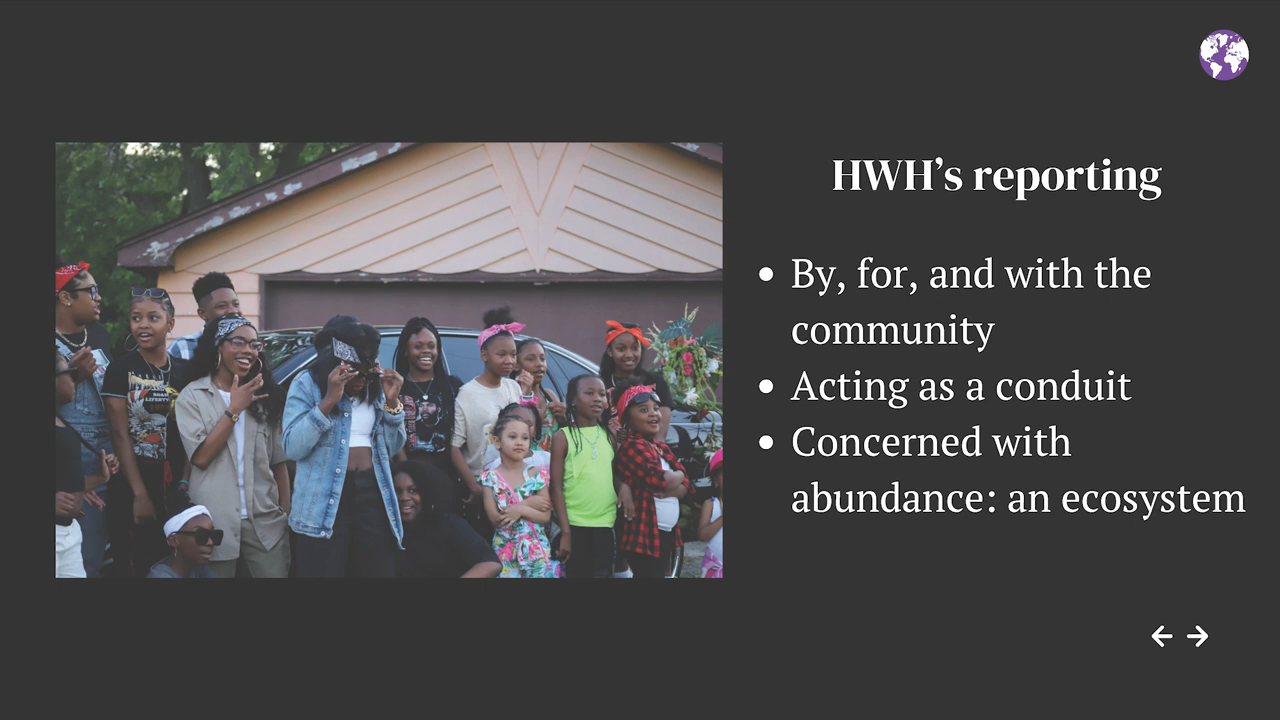 HWH’s reporting
• By, for, and with the
community
• Acting as a conduit
• Concerned with
abundance: an ecosystem